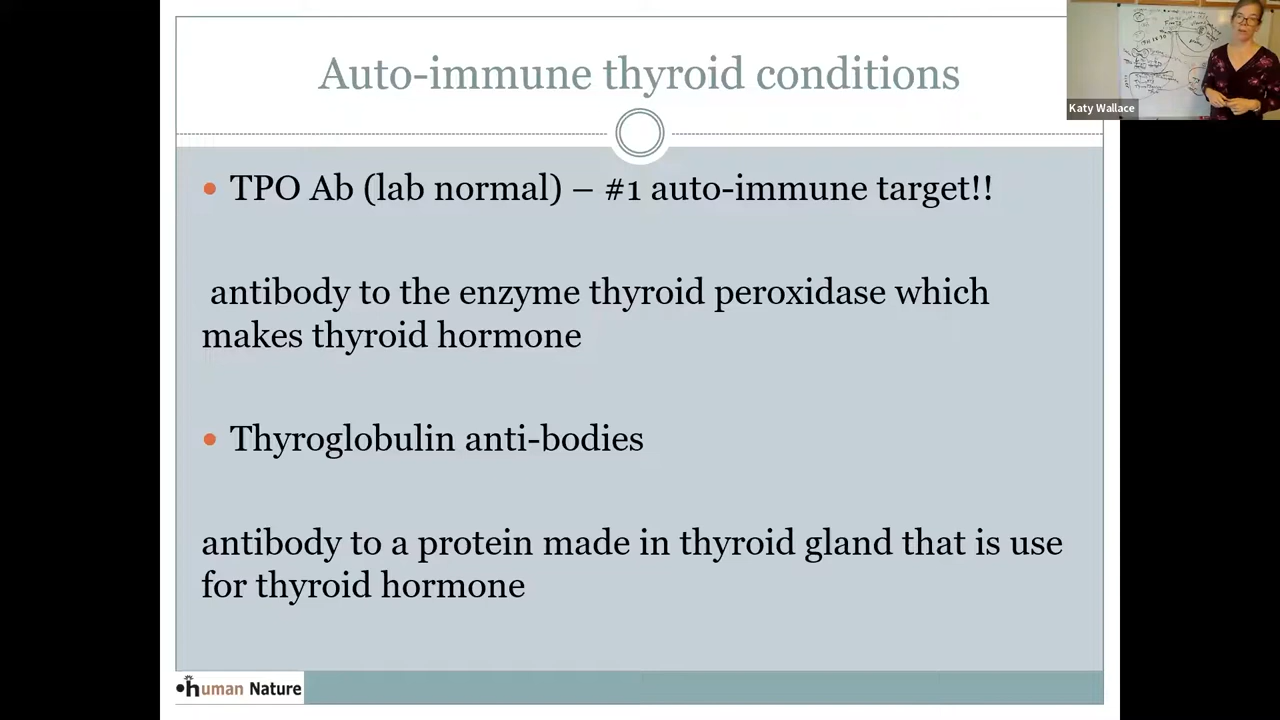 Auto-immune thyroid conditions
Katy Wallace
• TPO Ab (lab normal) – #1 auto-immune target!!
antibody to the enzyme thyroid peroxidase which
makes thyroid hormone
• Thyroglobulin anti-bodies
antibody to a protein made in thyroid gland that is use
for thyroid hormone
human Nature